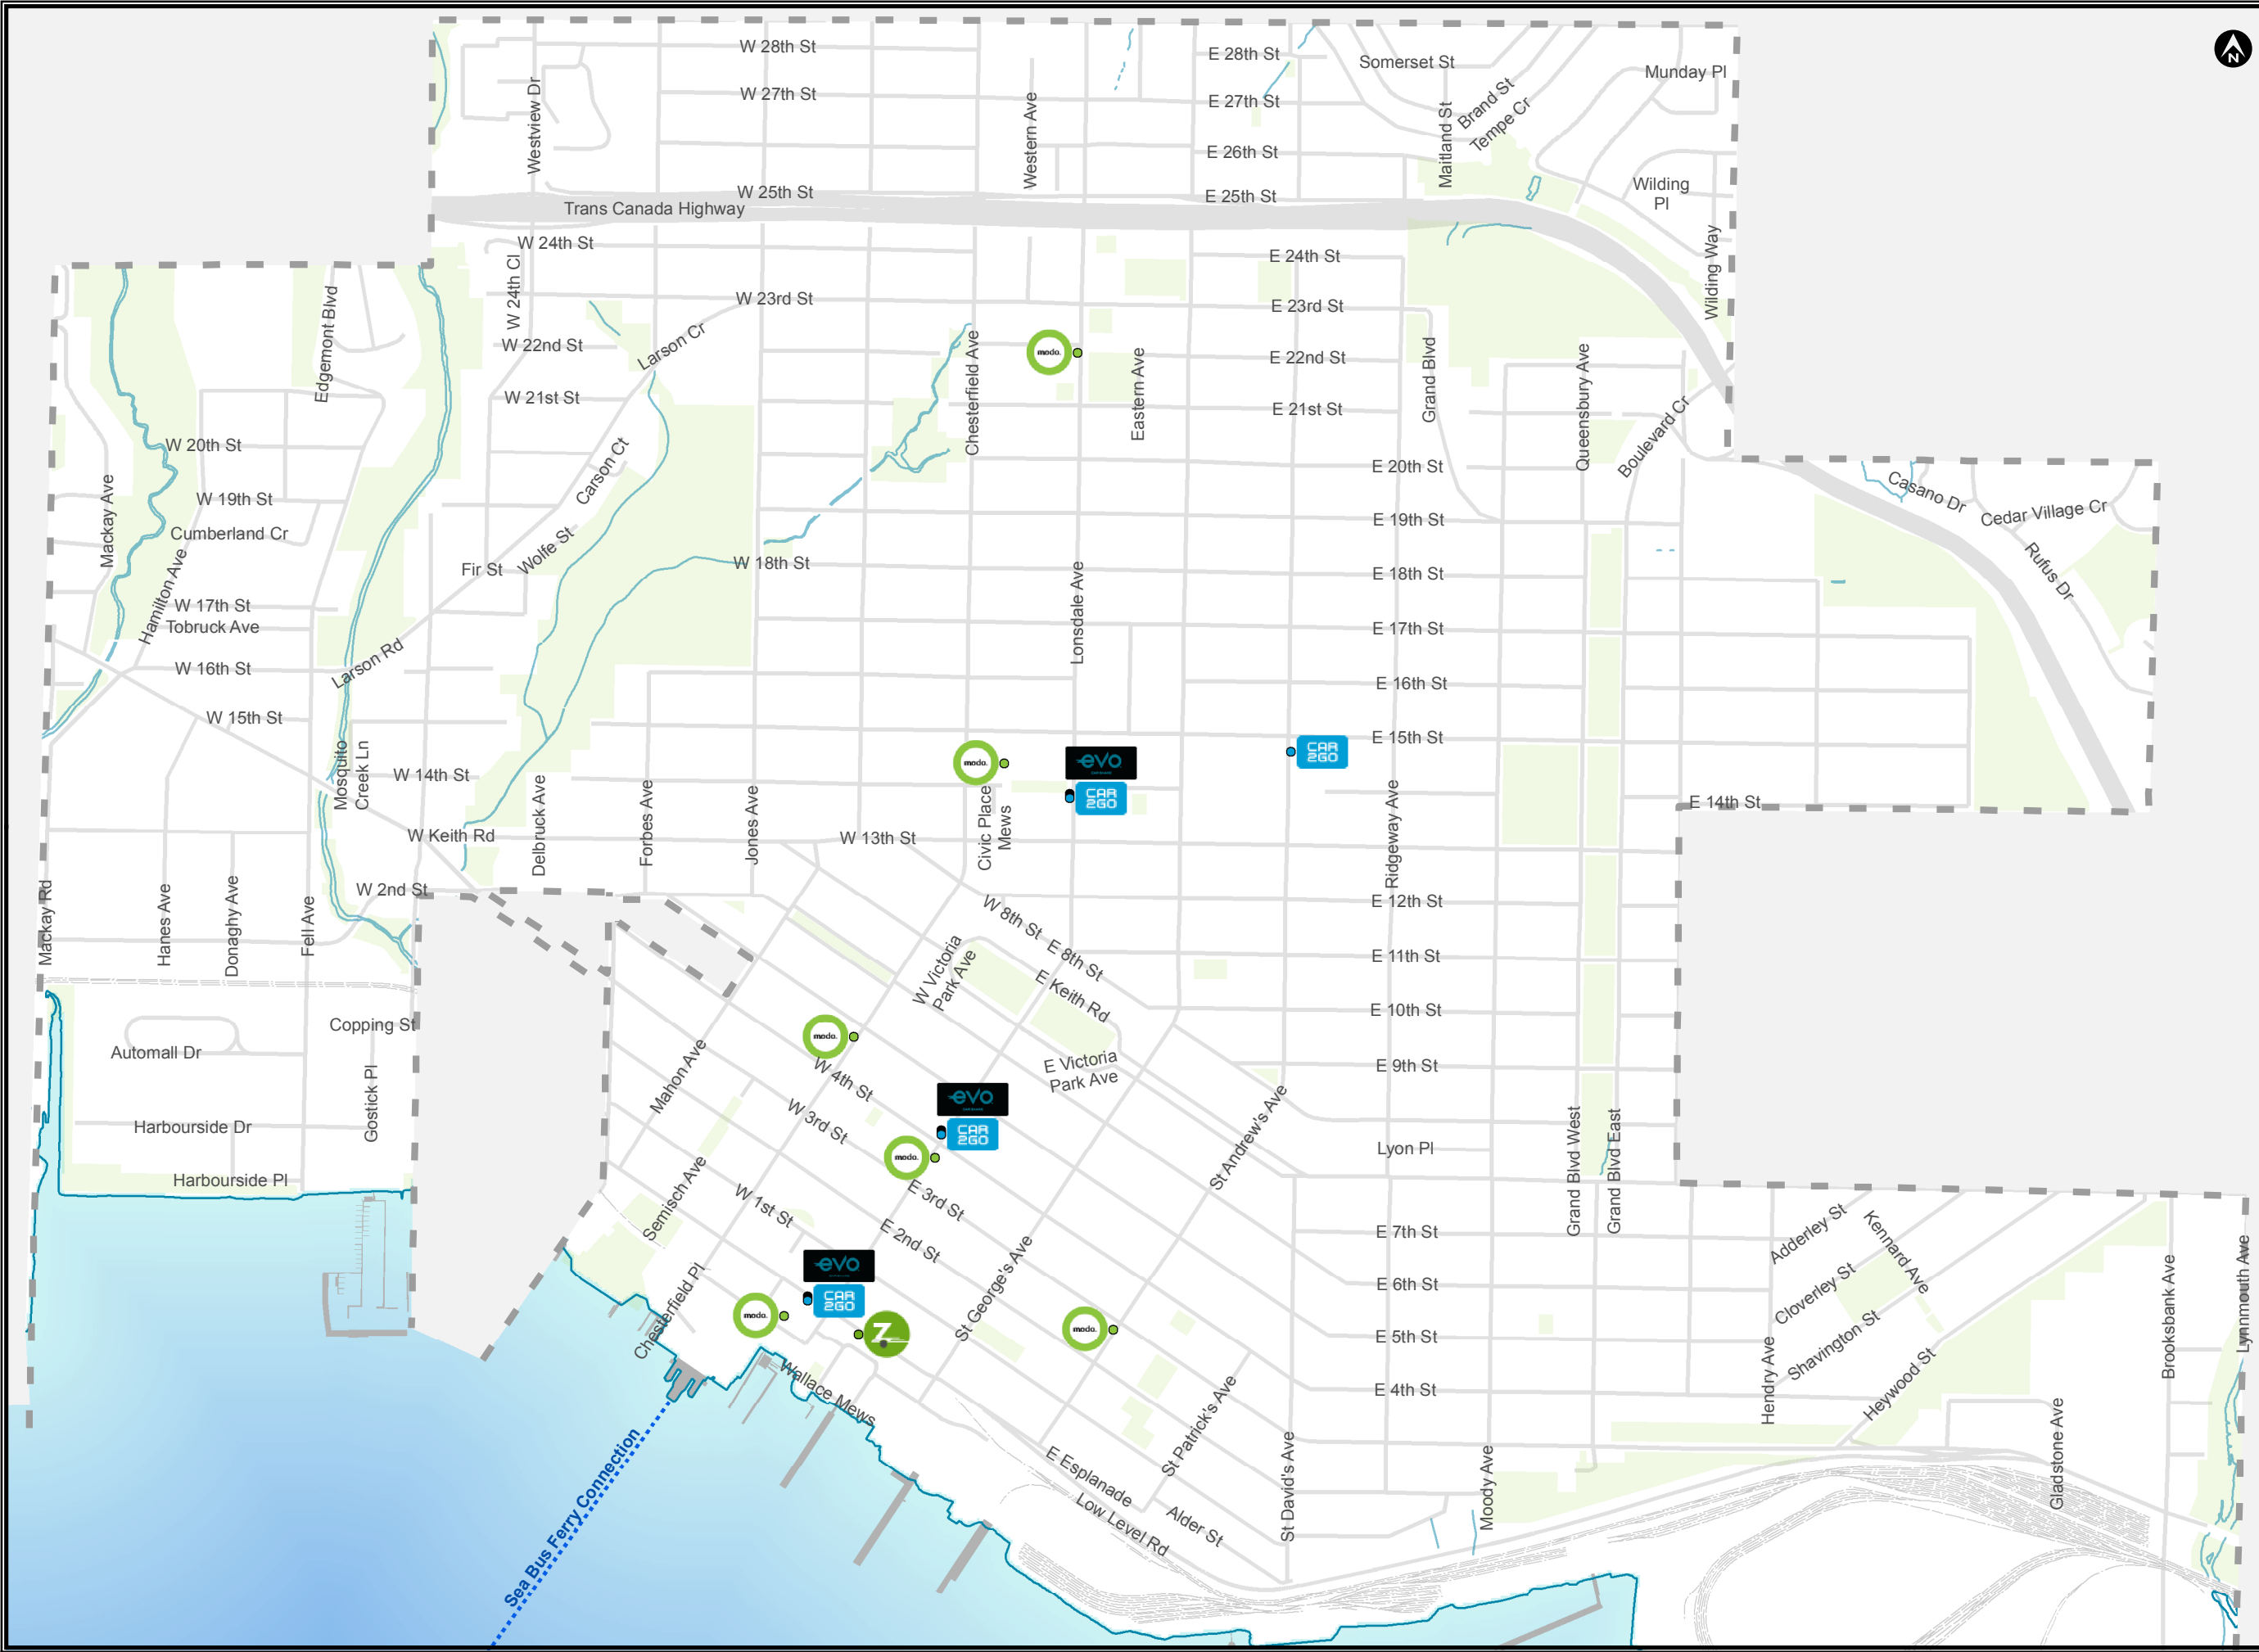 W 28th St
E 28th St
Somerset St
Munday Pl
N
W 27th St
E 27th St
Brand St
Tempe Cr
Maitland St
Westview Dr
Western Ave
E 26th St
W 25th St
E 25th St
Wilding
Pl
Trans Canada Highway
W 24th St
E 24th St
Wilding Way
W 24th Cl
W 23rd St
E 23rd St
Edgemont Blvd
W 22nd St
Larson Cr
Chesterfield Ave
modo.
Eastern Ave
E 22nd St
Grand Blvd
Queensbury Ave
W 21st St
E 21st St
Boulevard Cr
W 20th St
Carson Ct
E 20th St
Mackay Ave
W 19th St
Cumberland Cr
E 19th St
Casano Dr
Cedar Village Cr
Rufus Dr
Hamilton Ave
Fir St
Wolfe St
W 18th St
E 18th St
Lonsdale Ave
W 17th St
Tobruck Ave
E 17th St
W 16th St
Larson Rd
E 16th St
W 15th St
E 15th St
Mosquito
Creek Ln
W 14th St
modo.
evo
CAR
2GO
CAR
2GO
E 14th St
Delbruck Ave
Forbes Ave
Jones Ave
W Keith Rd
W 13th St
Civic Place
Mews
Ridgeway Ave
Mackay Rd
Hanes Ave
Donaghy Ave
Fell Ave
W 2nd St
W 8th St
E 12th St
E 8th St
E 11th St
W Victoria
Park Ave
E Keith Rd
E 10th St
Copping St
Automall Dr
Gostick Pl
modo.
Mahon Ave
W 4th St
E Victoria
Park Ave
E 9th St
Harbourside Dr
W 3rd St
evo
CAR
2GO
modo.
St Andrew's Ave
Lyon Pl
Grand Blvd West
Grand Blvd East
Harbourside Pl
Semisch Ave
W 1st St
E 3rd St
E 2nd St
E 7th St
Adderley St
Kennard Ave
Lynnmouth Ave
Brooksbank Ave
evo
CAR
2GO
modo.
Z
Chesterfield Pl
St George's Ave
modo.
E 6th St
Cloverley St
E 5th St
Shavington St
Hendry Ave
Heywood St
Wallace Mews
E 4th St
St Patrick's Ave
Sea Bus Ferry Connection
E Esplanade
Low Level Rd
Alder St
St David's Ave
Moody Ave
Gladstone Ave